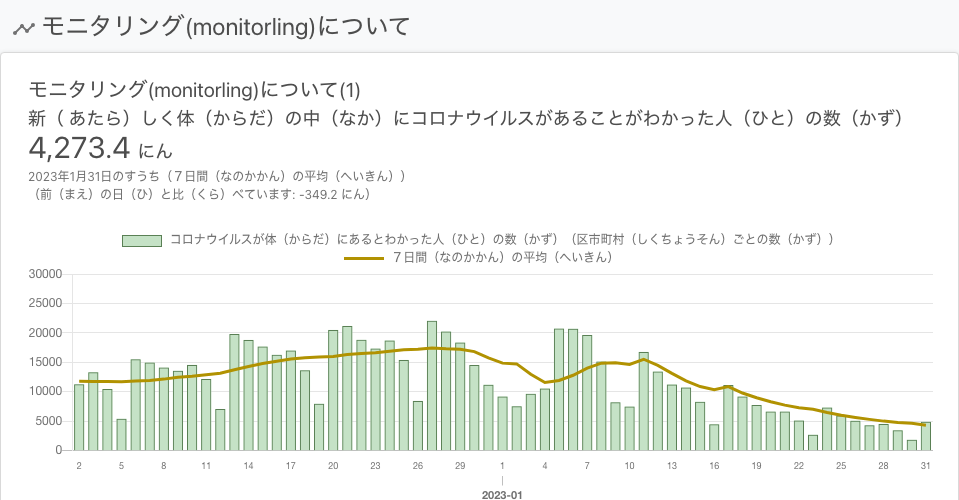 モニタリング(monitorling)について
モニタリング(monitorling)について(1)
新（ あたら）しく体（からだ）の中（なか）にコロナウイルスがあることがわかった人（ひと）の数（かず）
4,273.4 にん
2023年1月31日のすうち（７日間（なのかかん）の平均（へいきん））
（前（まえ）の日（ひ）と比（くら）べています: -349.2 にん）
コロナウイルスが体（からだ）にあるとわかった人（ひと）の数（かず）（区市町村（しくちょうそん）ごとの数（かず））
７日間（なのかかん）の平均（へいきん）
30000
25000
20000
15000
10000
5000
0
2 5 8 11 14 17 20 23 26 29 1 4 7 10 13 16 19 22 25 28 31
2023-01